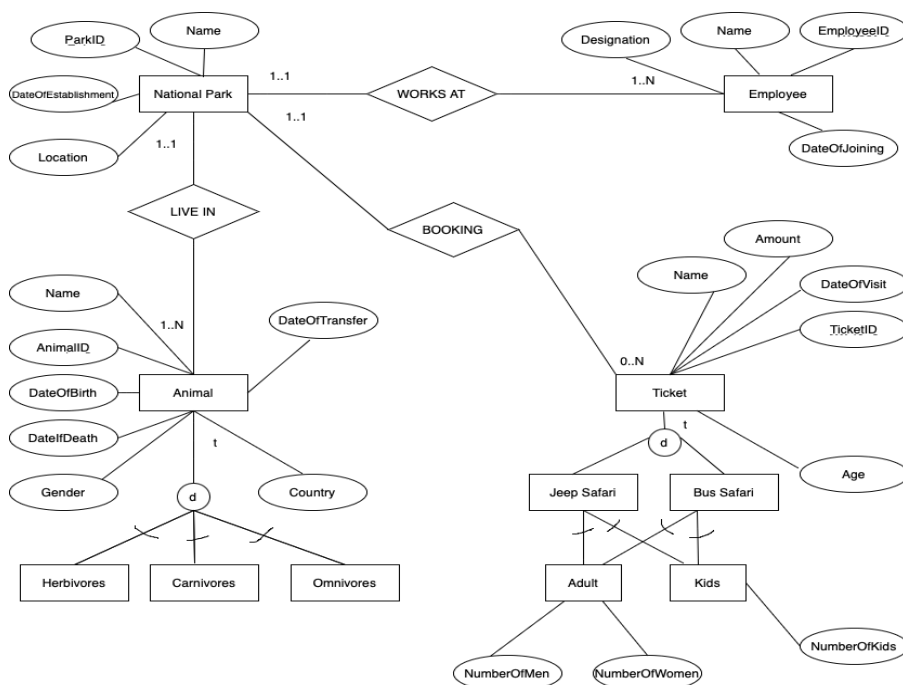 Name
ParkID
Designation
Name
EmployeeID
1..1
1..N
DateOfEstablishment
National Park
WORKS AT
Employee
1..1
1..1
Location
DateOfJoining
LIVE IN
BOOKING
Amount
Name
DateOfVisit
Name
DateOfTransfer
1..N
TicketID
AnimalID
0..N
DateOfBirth
Animal
Ticket
t
DateIfDeath
t
d
Age
Gender
d
Country
Jeep Safari
Bus Safari
Herbivores
Carnivores
Omnivores
Adult
Kids
NumberOfKids
NumberOfMen
NumberOfWomen